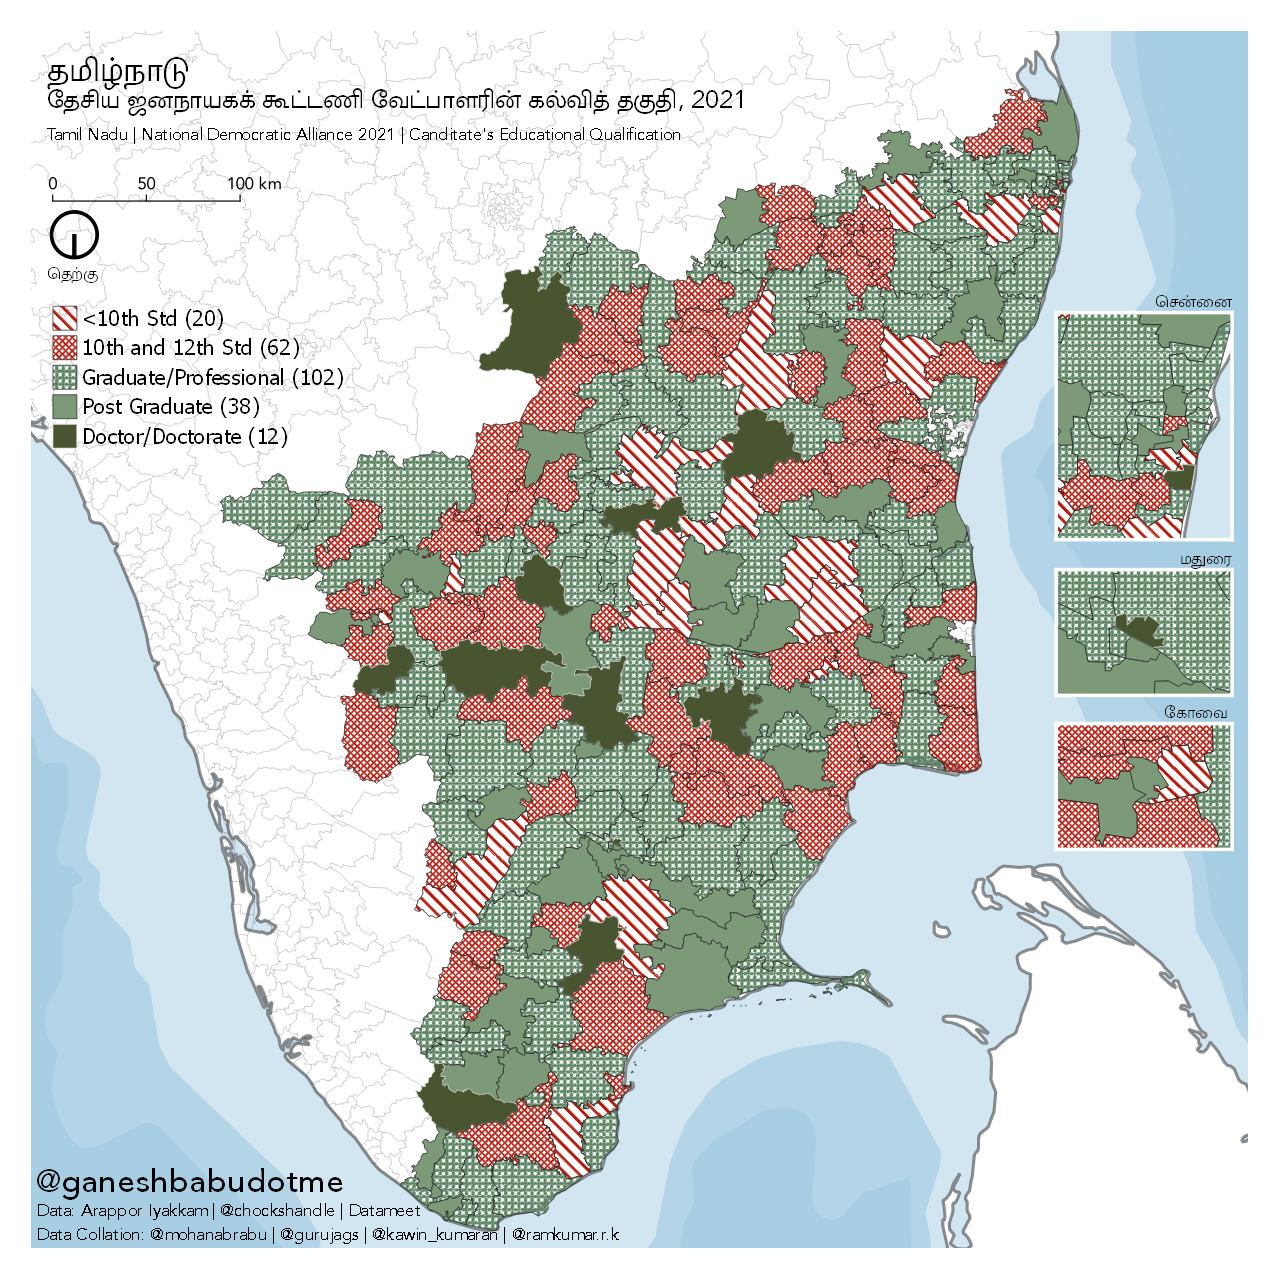 தமிழ்நாடு
தேசிய ஜனநாயகக் கூட்டணி வேட்பாளரின் கல்வித் தகுதி, 2021
Tamil Nadu | National Democratic Alliance 2021 | Canditate's Educational Qualification
0 50 100 km
தெற்கு
<10th Std (20)
10th and 12th Std (62)
Graduate/Professional (102)
Post Graduate (38)
Doctor/Doctorate (12)
சென்னை
மதுரை
கோவை
@ganeshbabudotme
Data: Arappor Iyakkam | @chockshandle | Datameet
Data Collation: @mohanabrabu | @gurujags | @kawin_kumaran | @ramkumar.r.k